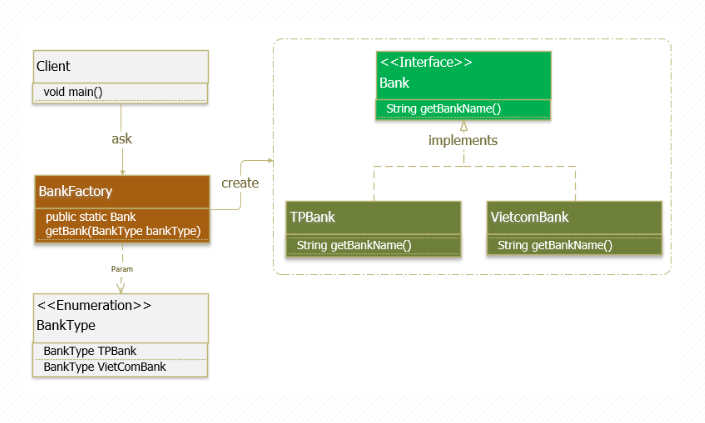 Client
void main()
ask
BankFactory
public static Bank
getBank(BankType bankType)
Param
<<Enumeration>>
BankType
BankType TPBank
BankType VietComBank
create
<<Interface>>
Bank
String getBankName()
implements
TPBank
String getBankName()
VietcomBank
String getBankName()